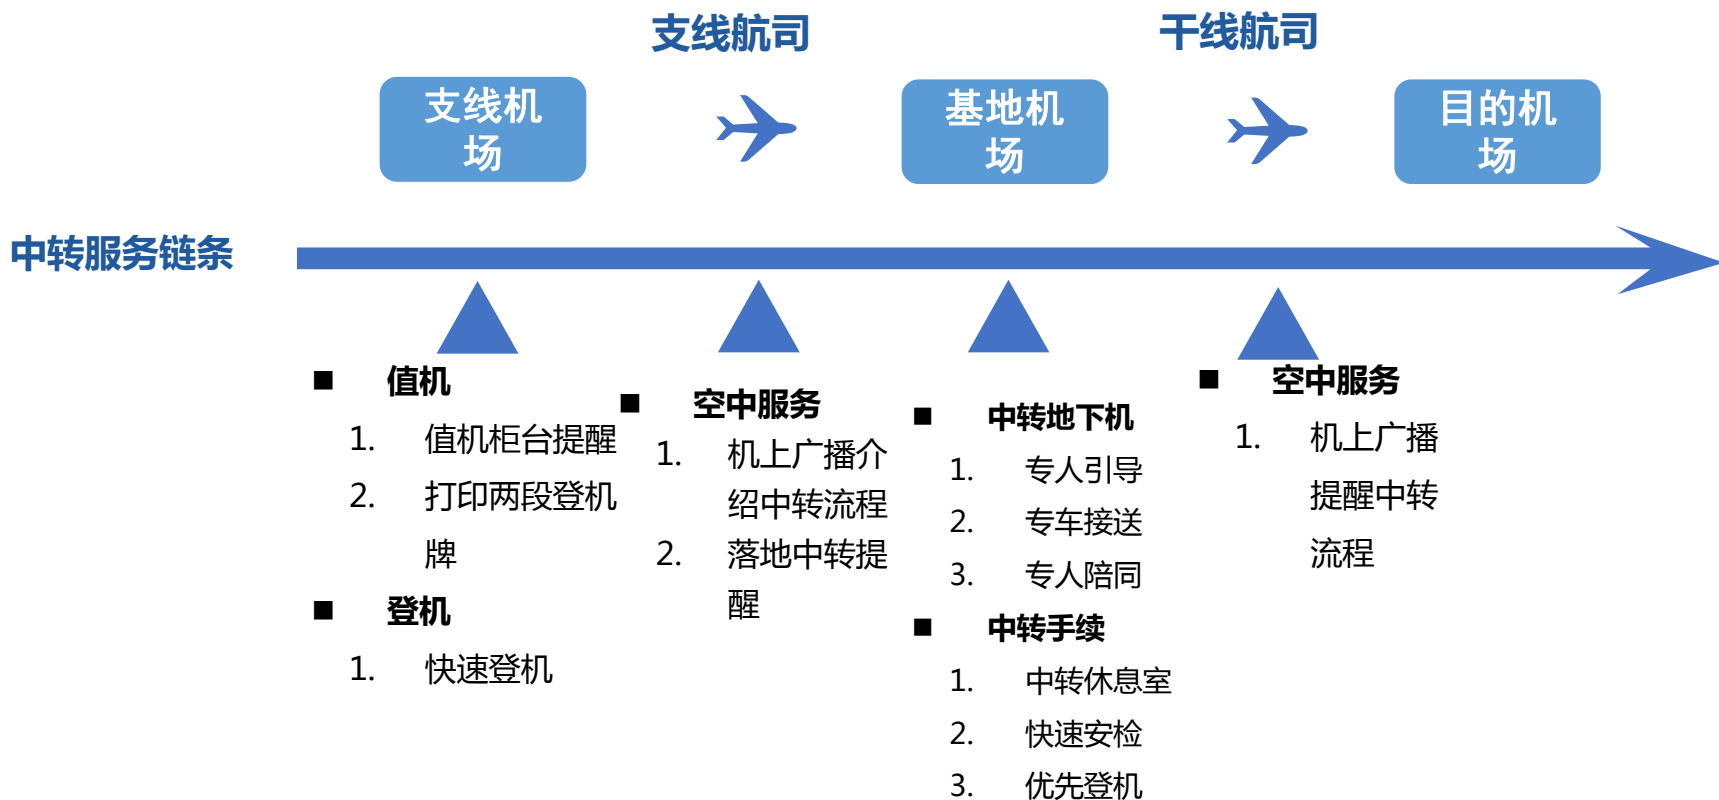 支线航司
干线航司
支线机
场
基地机
场
目的机
场
中转服务链条
■ 值机
1. 值机柜台提醒
2. 打印两段登机
牌
■ 登机
1. 快速登机
■ 空中服务
1. 机上广播介
绍中转流程
2. 落地中转提
醒
■ 中转地下机
1. 专人引导
2. 专车接送
3. 专人陪同
■ 中转手续
1. 中转休息室
2. 快速安检
3. 优先登机
■ 空中服务
1. 机上广播
提醒中转
流程